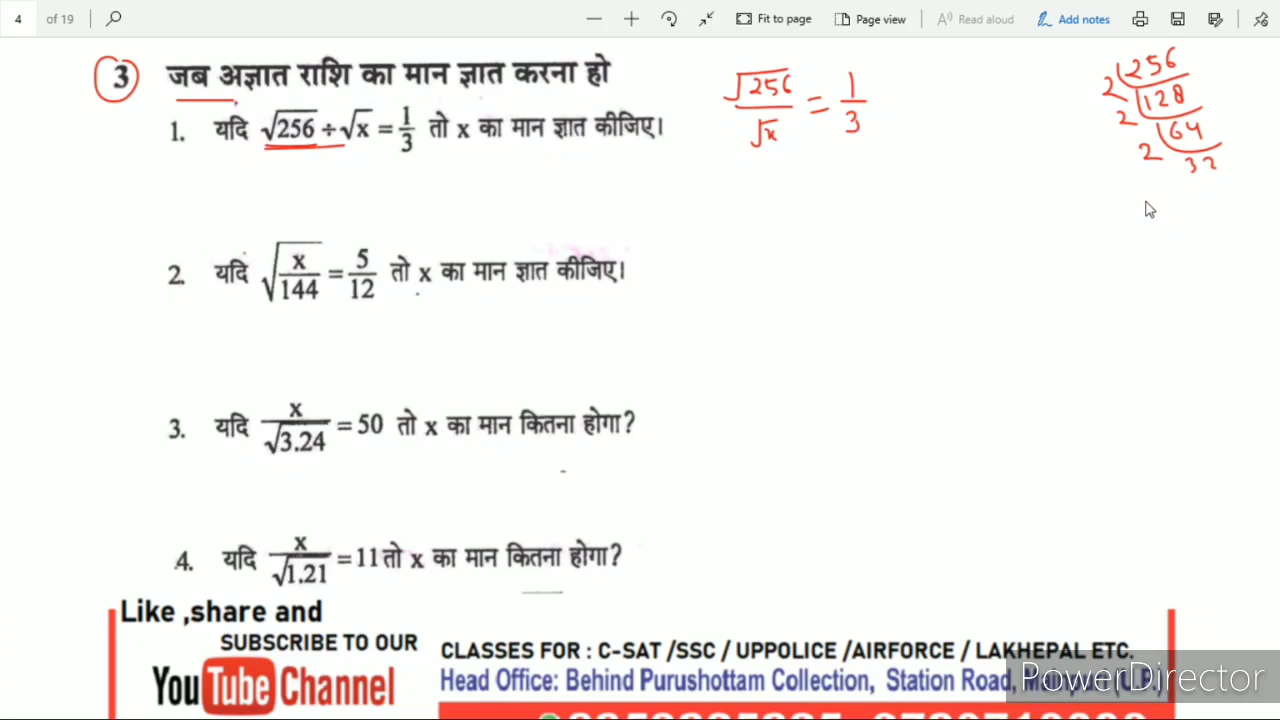 4 of 19 Fit to page Page view Read aloud Add notes
3 जब अज्ञात राशि का मान ज्ञात करना हो
1. यदि √256 ÷ √x = 1/3 तो x का मान ज्ञात कीजिए।
√256/√x = 1/3
2 256
2 128
2 64
32
2. यदि √(x/144) = 5/12 तो x का मान ज्ञात कीजिए।
3. यदि x/√3.24 = 50 तो x का मान कितना होगा?
4. यदि x/√1.21 = 11 तो x का मान कितना होगा?
Like ,share and
SUBSCRIBE TO OUR
YouTube Channel
CLASSES FOR : C-SAT /SSC / UPPOLICE /AIRFORCE / LAKHEPAL ETC.
Head Office: Behind Purushottam Collection, Station Road,
PowerDirector